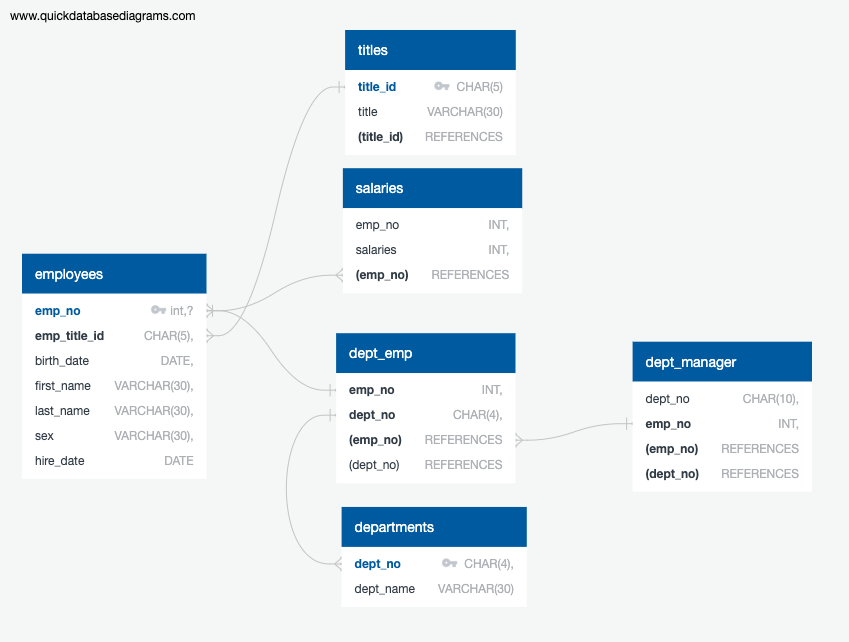 www.quickdatabasediagrams.com
titles
title_id CHAR(5)
title VARCHAR(30)
(title_id) REFERENCES
salaries
emp_no INT,
salaries INT,
(emp_no) REFERENCES
employees
emp_no int,?
emp_title_id CHAR(5),
birth_date DATE,
first_name VARCHAR(30),
last_name VARCHAR(30),
sex VARCHAR(30),
hire_date DATE
dept_emp
emp_no INT,
dept_no CHAR(4),
(emp_no) REFERENCES
(dept_no) REFERENCES
dept_manager
dept_no CHAR(10),
emp_no INT,
(emp_no) REFERENCES
(dept_no) REFERENCES
departments
dept_no CHAR(4),
dept_name VARCHAR(30)